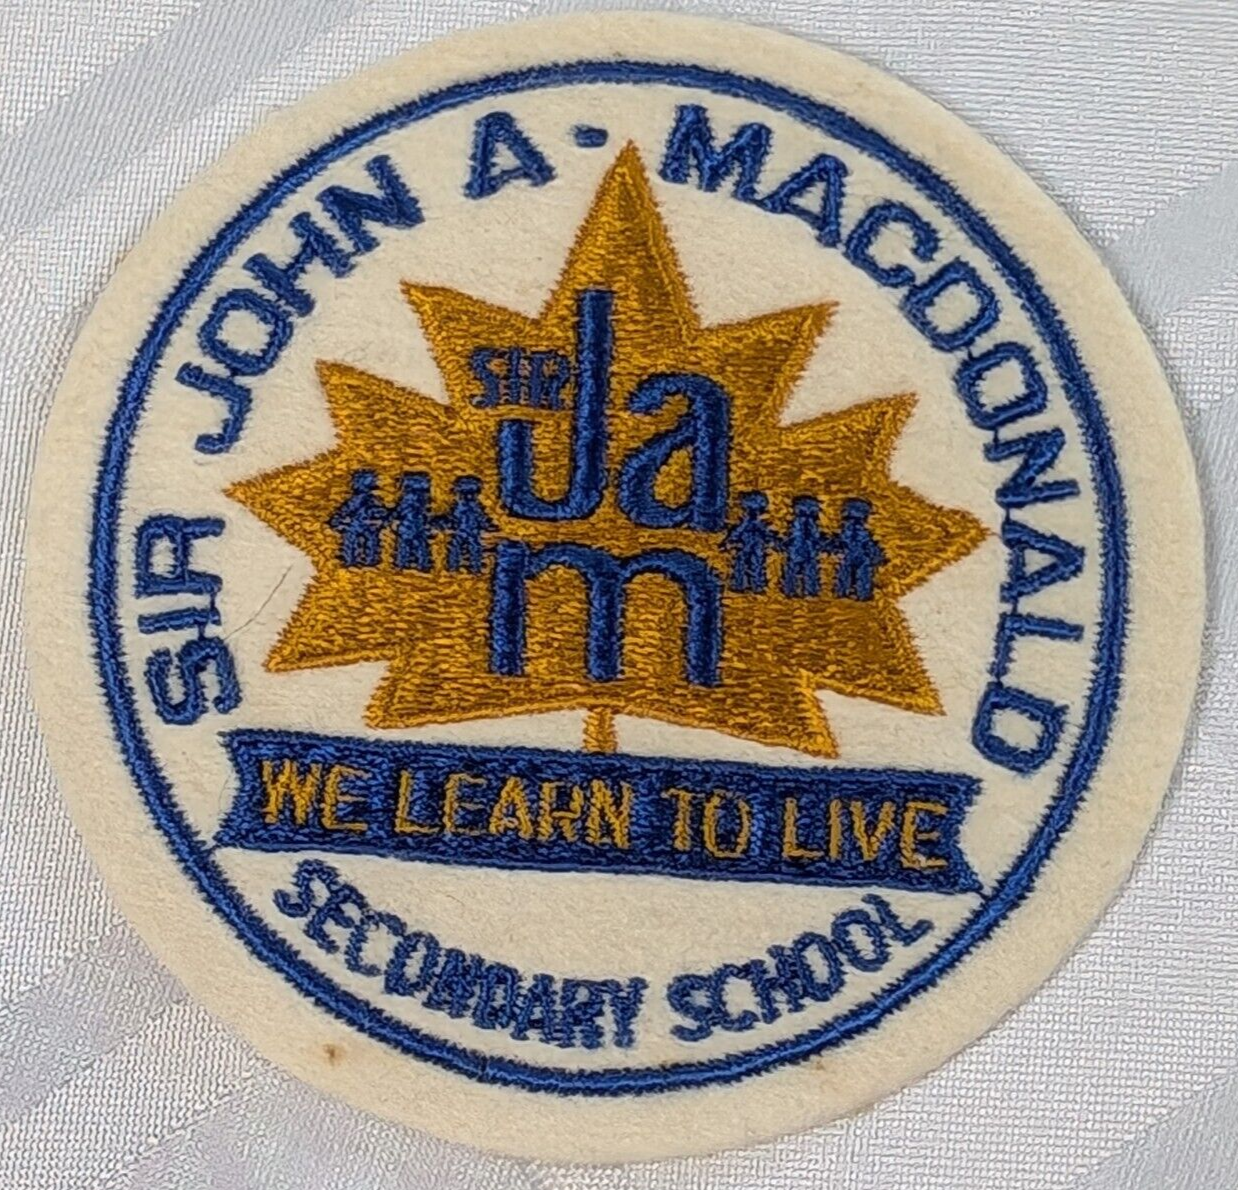 SIR JOHN A. MACDONALD
SIR
Ja
m
WE LEARN TO LIVE
SECONDARY SCHOOL